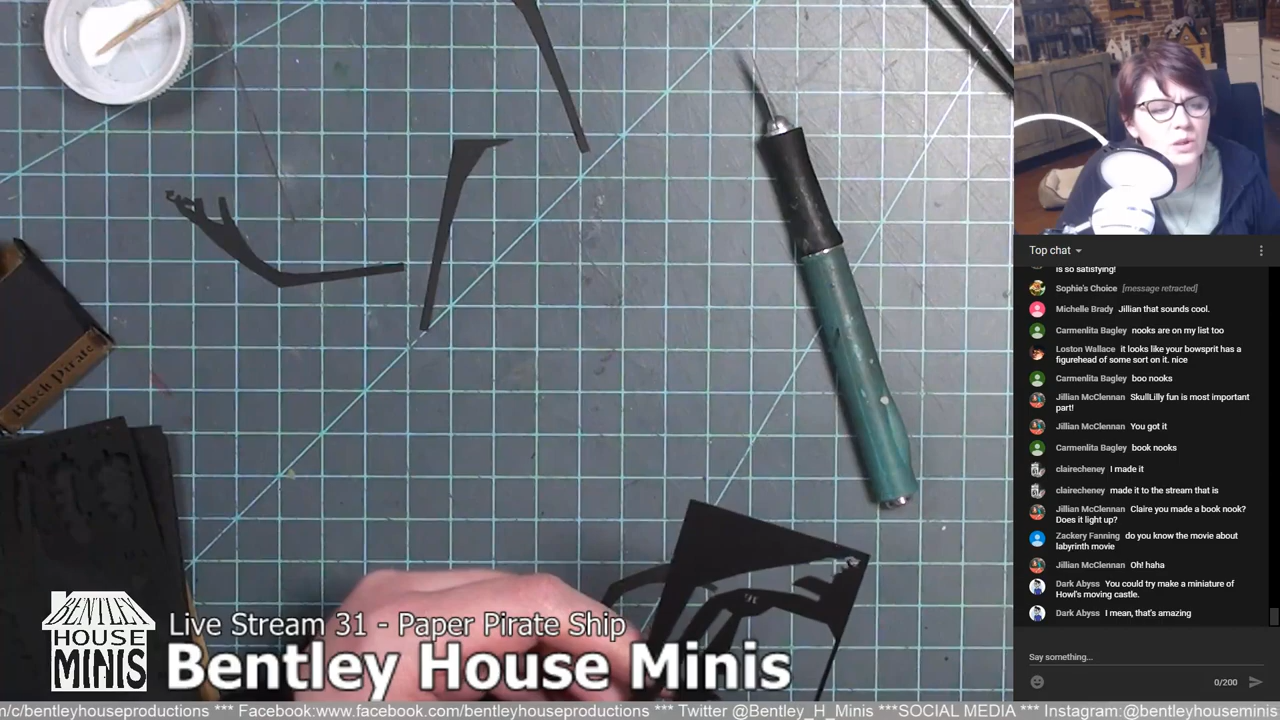 Top chat
is so satisfying!
Sophie's Choice [message retracted]
Michelle Brady Jillian that sounds cool.
Carmenlita Bagley nooks are on my list too
Loston Wallace it looks like your bowsprit has a
figurehead of some sort on it. nice
Carmenlita Bagley boo nooks
Jillian McClennan SkullLilly fun is most important
part!
Jillian McClennan You got it
Carmenlita Bagley book nooks
clairecheney I made it
clairecheney made it to the stream that is
Jillian McClennan Claire you made a book nook?
Does it light up?
Zackery Fanning do you know the movie about
labyrinth movie
Jillian McClennan Oh! haha
Dark Abyss You could try make a miniature of
Howl's moving castle.
Dark Abyss I mean, that's amazing
Say something...
0/200
Black Pirate
BENTLEY
HOUSE
MINIS
Live Stream 31 - Paper Pirate Ship
Bentley House Minis
m/c/bentleyhouseproductions *** Facebook:www.facebook.com/bentleyhouseminis *** Twitter @Bentley_H_Minis ***SOCIAL MEDIA *** Instagram:@bentleyhouseminis